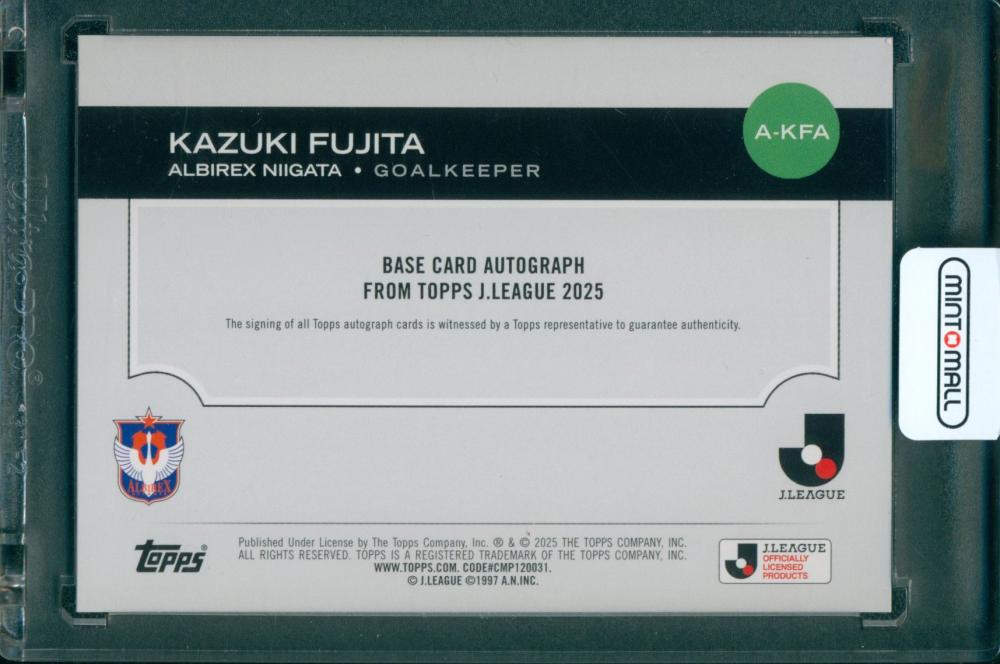 KAZUKI FUJITA
ALBIREX NIIGATA • GOALKEEPER
A-KFA
BASE CARD AUTOGRAPH
FROM TOPPS J.LEAGUE 2025
The signing of all Topps autograph cards is witnessed by a Topps representative to guarantee authenticity.
MINTMALL
ALBIREX
J.LEAGUE
Topps®
Published Under License by The Topps Company, Inc. ® & © 2025 THE TOPPS COMPANY, INC.
ALL RIGHTS RESERVED. TOPPS IS A REGISTERED TRADEMARK OF THE TOPPS COMPANY, INC.
WWW.TOPPS.COM. CODE#CMP120031.
© J.LEAGUE ©1997 A.N.INC.
J.LEAGUE
OFFICIALLY
LICENSED
PRODUCTS